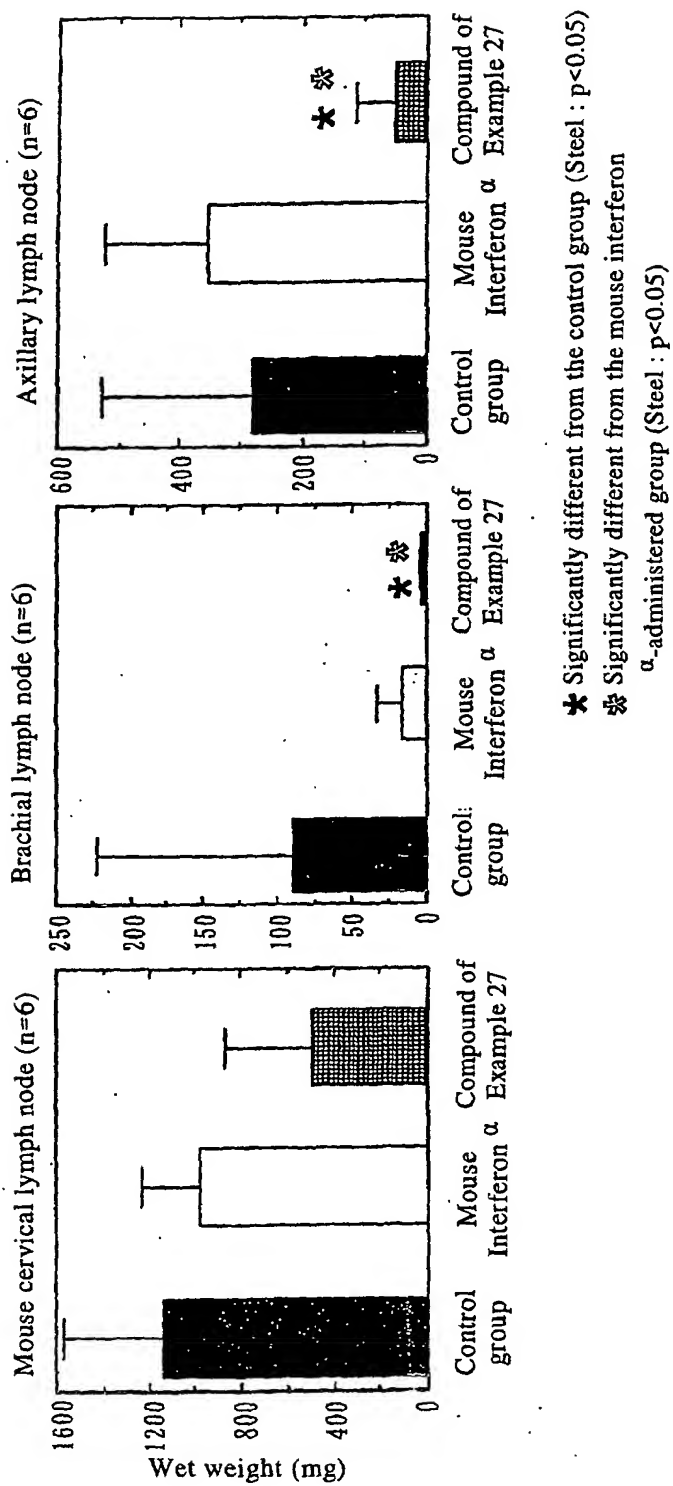 Mouse cervical lymph node (n=6)
Wet weight (mg)
1600
1200
800
400
0
Control
group
Mouse
Interferon α
Compound of
Example 27
Brachial lymph node (n=6)
250
200
150
100
50
0
Control:
group
Mouse
Interferon α
Compound of
Example 27
Axillary lymph node (n=6)
600
400
200
0
Control
group
Mouse
Interferon α
Compound of
Example 27
★ Significantly different from the control group (Steel : p<0.05)
❄ Significantly different from the mouse interferon
α-administered group (Steel : p<0.05)